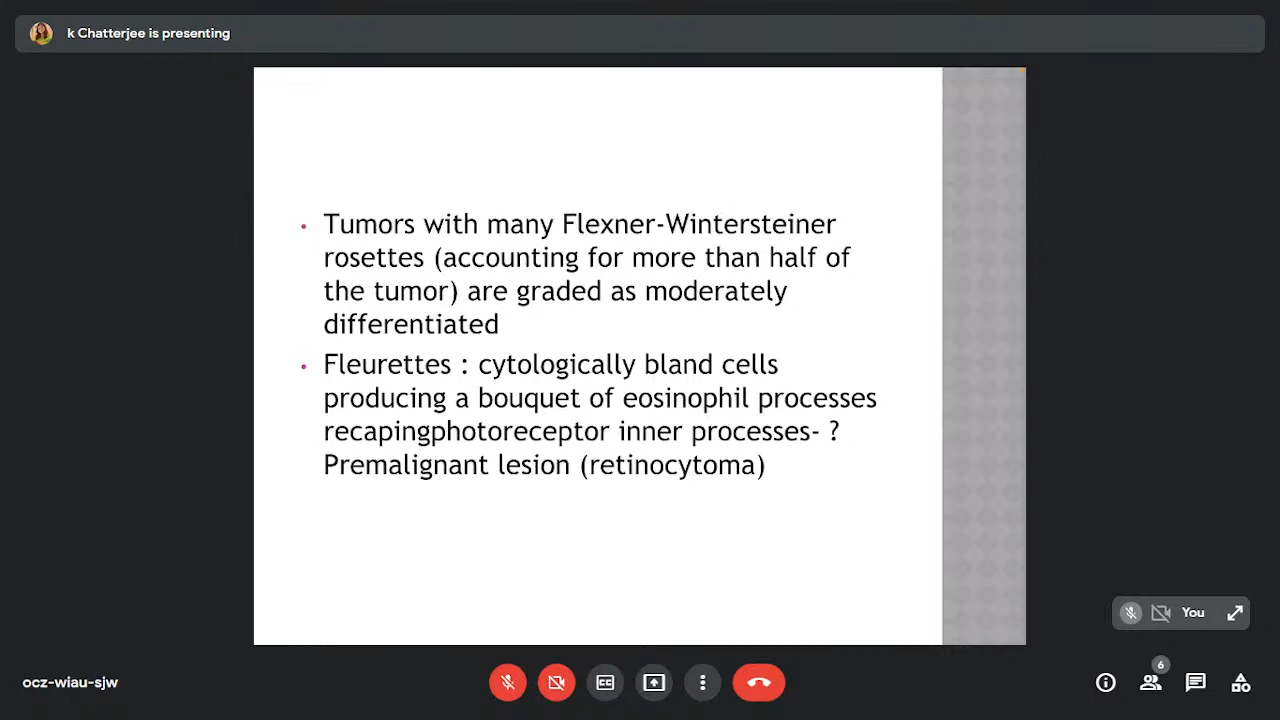 k Chatterjee is presenting
• Tumors with many Flexner-Wintersteiner
rosettes (accounting for more than half of
the tumor) are graded as moderately
differentiated
• Fleurettes : cytologically bland cells
producing a bouquet of eosinophil processes
recapingphotoreceptor inner processes- ?
Premalignant lesion (retinocytoma)
You
6
CC
ocz-wiau-sjw